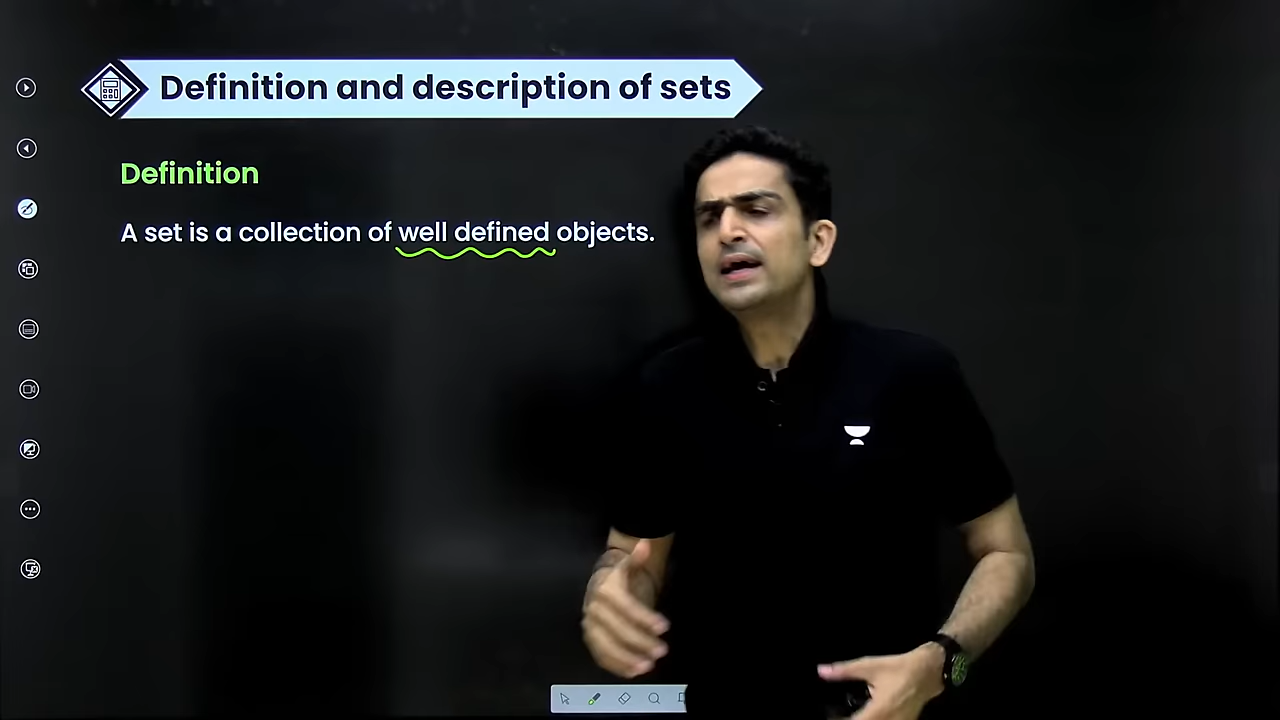 Definition and description of sets
Definition
A set is a collection of well defined objects.